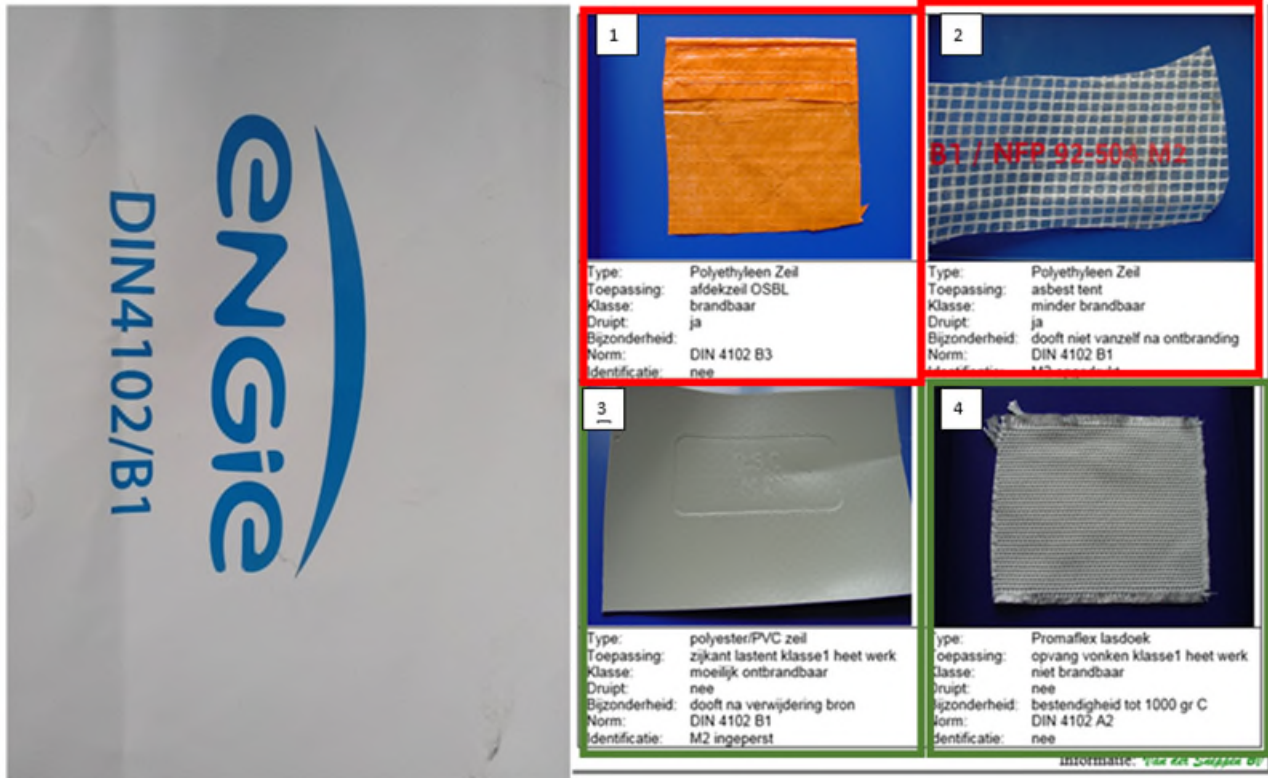 eNGie
DIN4102/B1
1
Type: Polyethyleen Zeil
Toepassing: afdekzeil OSBL
Klasse: brandbaar
Druipt: ja
Bijzonderheid:
Norm: DIN 4102 B3
Identificatie: nee
2
B1 / NFP 92-504 M2
Type: Polyethyleen Zeil
Toepassing: asbest tent
Klasse: minder brandbaar
Druipt: ja
Bijzonderheid: dooft niet vanzelf na ontbranding
Norm: DIN 4102 B1
3
Type: polyester/PVC zeil
Toepassing: zijkant lastent klasse1 heet werk
Klasse: moeilijk ontbrandbaar
Druipt: nee
Bijzonderheid: dooft na verwijdering bron
Norm: DIN 4102 B1
Identificatie: M2 ingeperst
4
Type: Promaflex lasdoek
Toepassing: opvang vonken klasse1 heet werk
Klasse: niet brandbaar
Druipt: nee
Bijzonderheid: bestendigheid tot 1000 gr C
Norm: DIN 4102 A2
Identificatie: nee
Informatie: Van der Snep